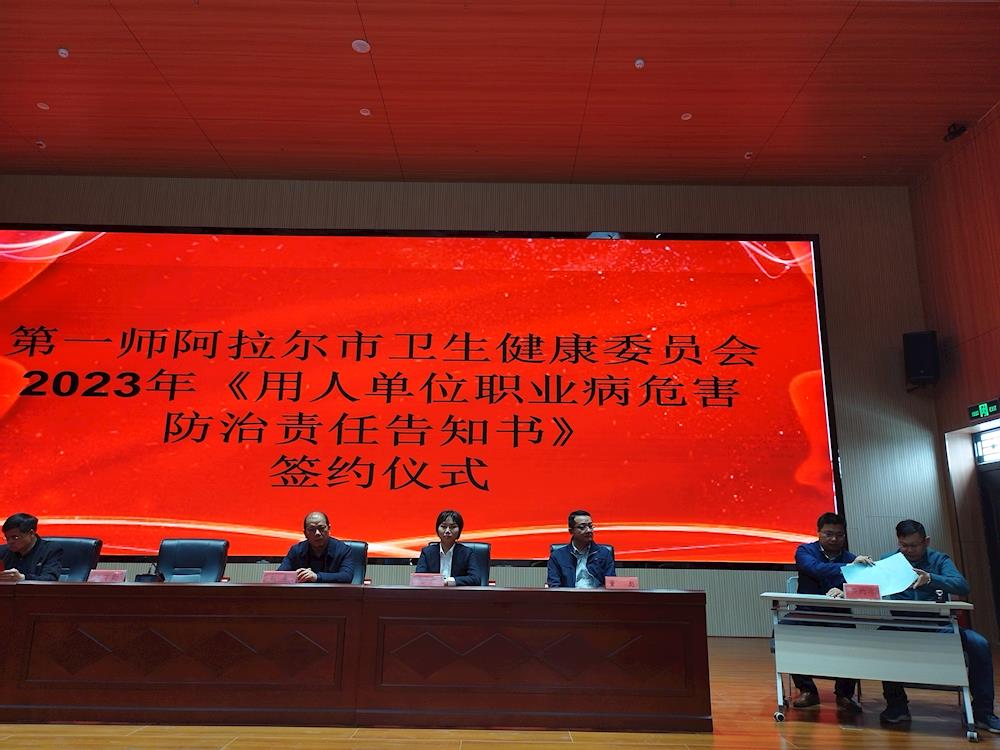 第一师阿拉尔市卫生健康委员会
2023年《用人单位职业病危害
防治责任告知书》
签约仪式